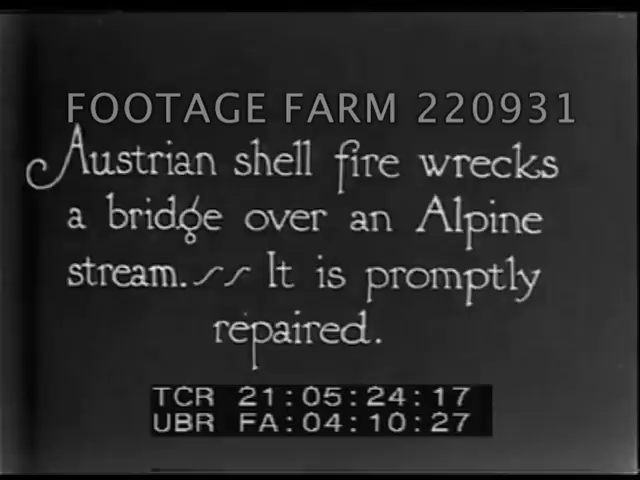 FOOTAGE FARM 220931
Austrian shell fire wrecks
a bridge over an Alpine
stream.~~ It is promptly
repaired.
TCR 21:05:24:17
UBR FA:04:10:27